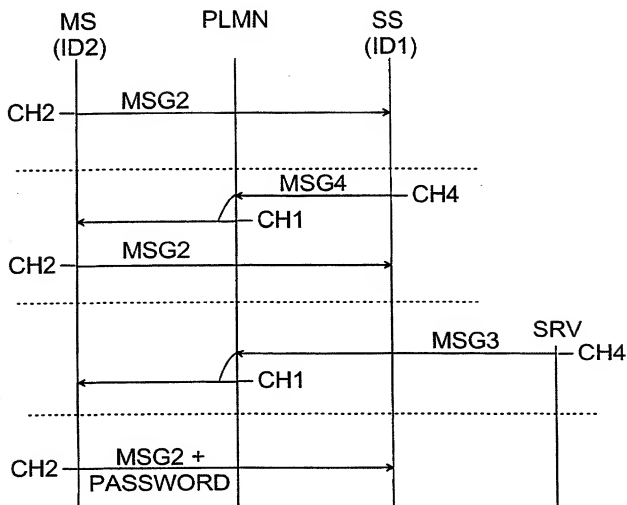 MS PLMN SS
(ID2) (ID1)
MSG2
CH2
MSG4
CH4
CH1
MSG2
CH2
SRV
MSG3
CH4
CH1
MSG2 +
CH2
PASSWORD